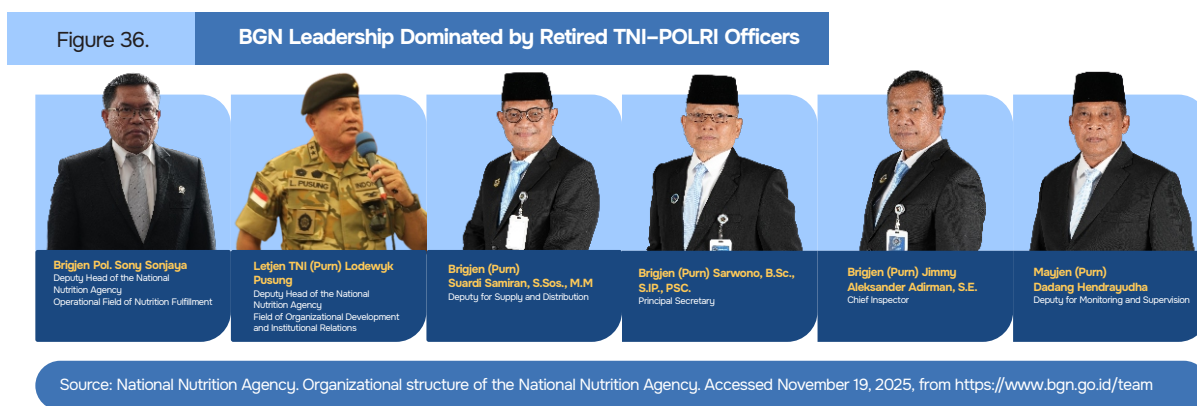 Figure 36.
BGN Leadership Dominated by Retired TNI–POLRI Officers
L. PUSUNG
INDON
Brigjen Pol. Sony Sonjaya
Deputy Head of the National
Nutrition Agency
Operational Field of Nutrition Fulfillment
Letjen TNI (Purn) Lodewyk
Pusung
Deputy Head of the National
Nutrition Agency
Field of Organizational Development
and Institutional Relations
Brigjen (Purn)
Suardi Samiran, S.Sos., M.M
Deputy for Supply and Distribution
Brigjen (Purn) Sarwono, B.Sc.,
S.IP., PSC.
Principal Secretary
Brigjen (Purn) Jimmy
Aleksander Adirman, S.E.
Chief Inspector
Mayjen (Purn)
Dadang Hendrayudha
Deputy for Monitoring and Supervision
Source: National Nutrition Agency. Organizational structure of the National Nutrition Agency. Accessed November 19, 2025, from https://www.bgn.go.id/team